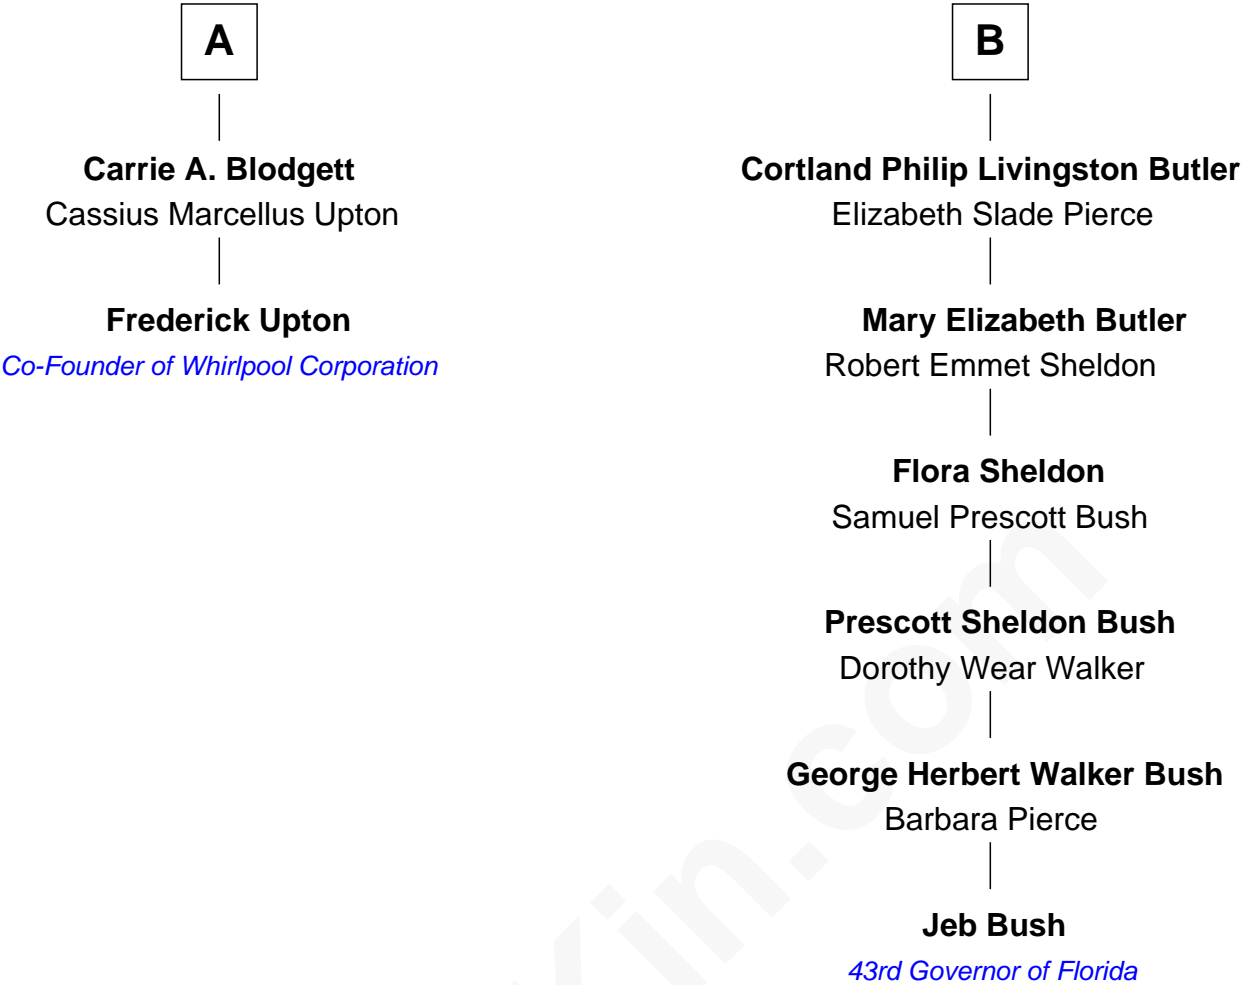 A
Carrie A. Blodgett
Cassius Marcellus Upton
Frederick Upton
Co-Founder of Whirlpool Corporation
B
Cortland Philip Livingston Butler
Elizabeth Slade Pierce
Mary Elizabeth Butler
Robert Emmet Sheldon
Flora Sheldon
Samuel Prescott Bush
Prescott Sheldon Bush
Dorothy Wear Walker
George Herbert Walker Bush
Barbara Pierce
Jeb Bush
43rd Governor of Florida
Kin.com